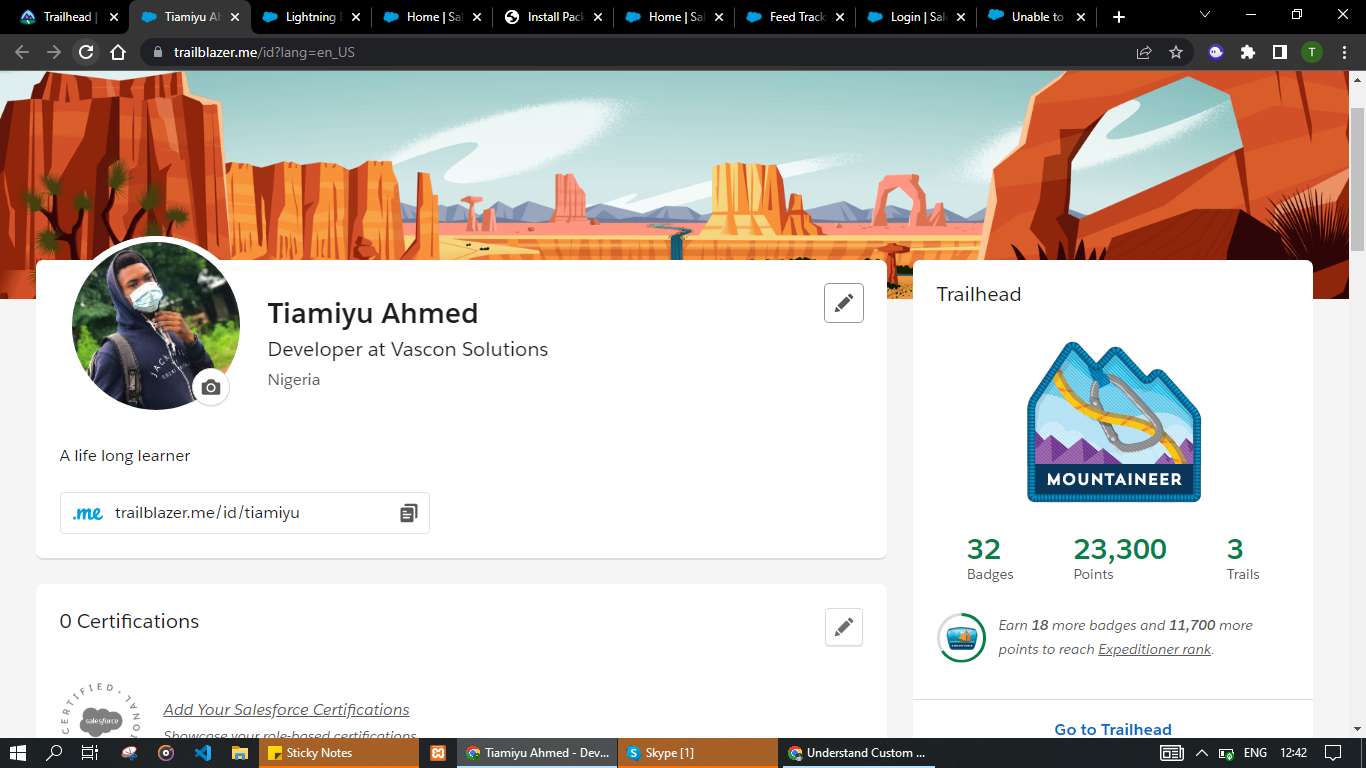 Trailhead |
Tiamiyu Ah
Lightning E
Home | Sal
Install Pack
Home | Sal
Feed Track
Login | Sale
Unable to
trailblazer.me/id?lang=en_US
T
Tiamiyu Ahmed
Developer at Vascon Solutions
Nigeria
A life long learner
.me trailblazer.me/id/tiamiyu
0 Certifications
CERTIFIED
salesforce
Add Your Salesforce Certifications
Showcase your role-based certifications
Trailhead
MOUNTAINEER
32 23,300 3
Badges Points Trails
Earn 18 more badges and 11,700 more
points to reach Expeditioner rank.
Go to Trailhead
Sticky Notes
Tiamiyu Ahmed - Dev...
Skype [1]
Understand Custom ...
ENG
12:42